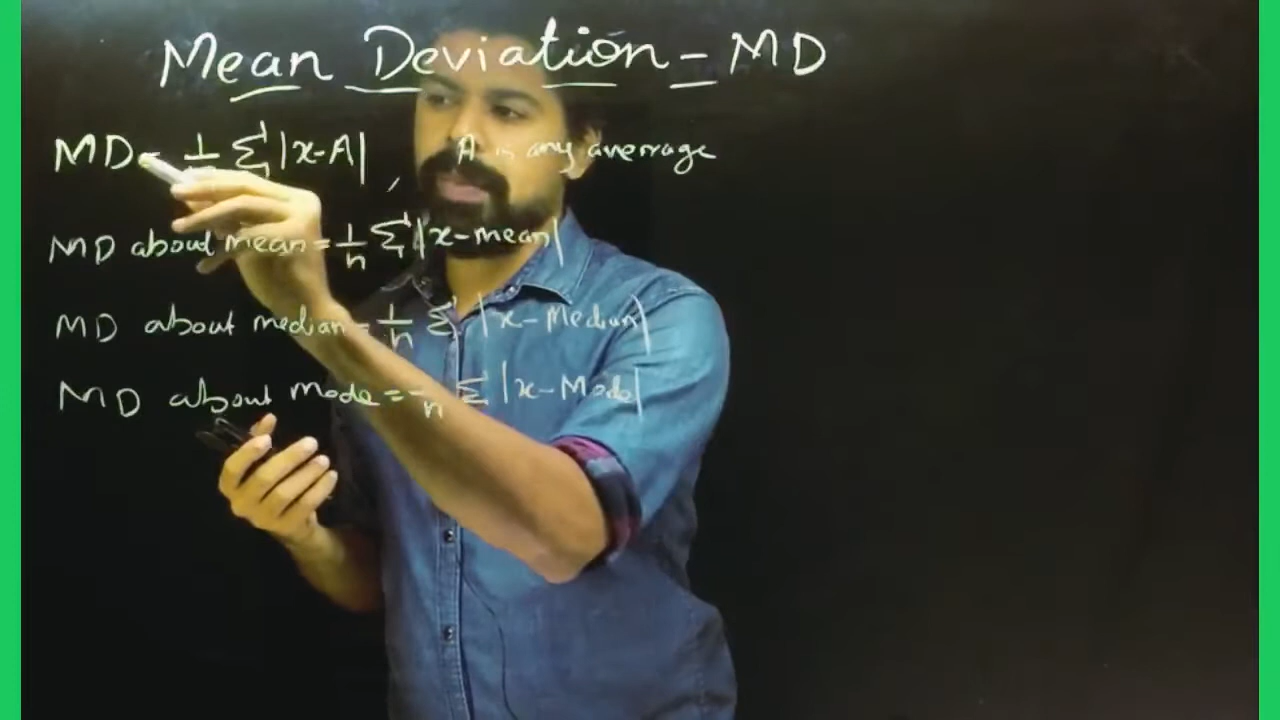 Mean Deviation - MD
MD = 1/n Σ |x-A| , A is any average
MD about mean = 1/n Σ |x-mean|
MD about median = 1/n Σ |x-Median|
MD about mode = 1/n Σ |x-Mode|